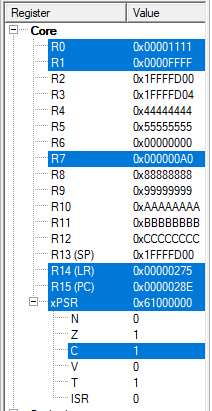 Register Value
Core
R0 0x00001111
R1 0x0000FFFF
R2 0x1FFFFD00
R3 0x1FFFFD04
R4 0x44444444
R5 0x55555555
R6 0x00000000
R7 0x000000A0
R8 0x88888888
R9 0x99999999
R10 0xAAAAAAAA
R11 0xBBBBBBBB
R12 0xCCCCCCCC
R13 (SP) 0x1FFFFD00
R14 (LR) 0x00000275
R15 (PC) 0x0000028E
xPSR 0x61000000
N 0
Z 1
C 1
V 0
T 1
ISR 0